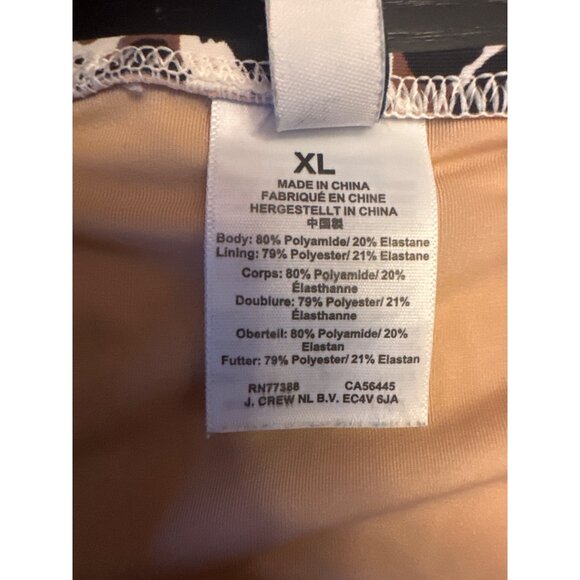 XL
MADE IN CHINA
FABRIQUÉ EN CHINE
HERGESTELLT IN CHINA
中国製
Body: 80% Polyamide/ 20% Elastane
Lining: 79% Polyester/ 21% Elastane
Corps: 80% Polyamide/ 20%
Élasthanne
Doublure: 79% Polyester/ 21%
Élasthanne
Oberteil: 80% Polyamide/ 20%
Elastan
Futter: 79% Polyester/ 21% Elastan
RN77388 CA56445
J. CREW NL B.V. EC4V 6JA